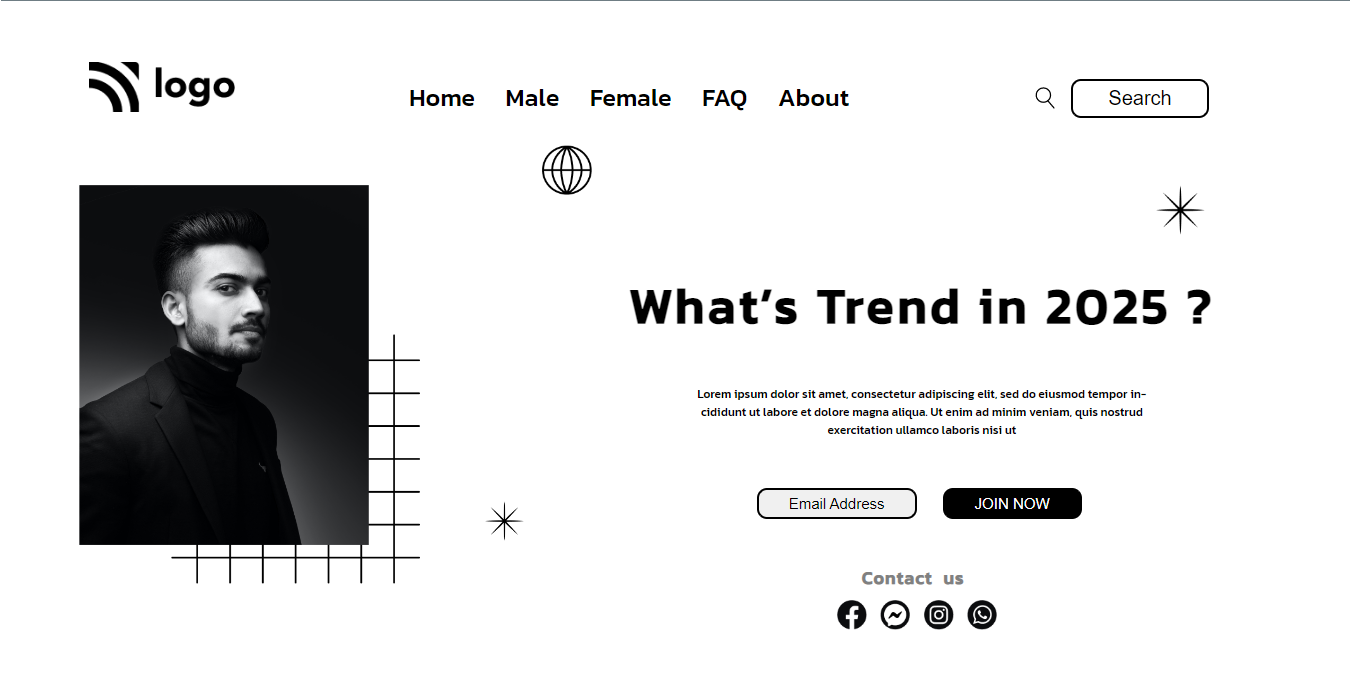 logo
Home Male Female FAQ About
Search
What's Trend in 2025 ?
Lorem ipsum dolor sit amet, consectetur adipiscing elit, sed do eiusmod tempor in-
cididunt ut labore et dolore magna aliqua. Ut enim ad minim veniam, quis nostrud
exercitation ullamco laboris nisi ut
Email Address
JOIN NOW
Contact us